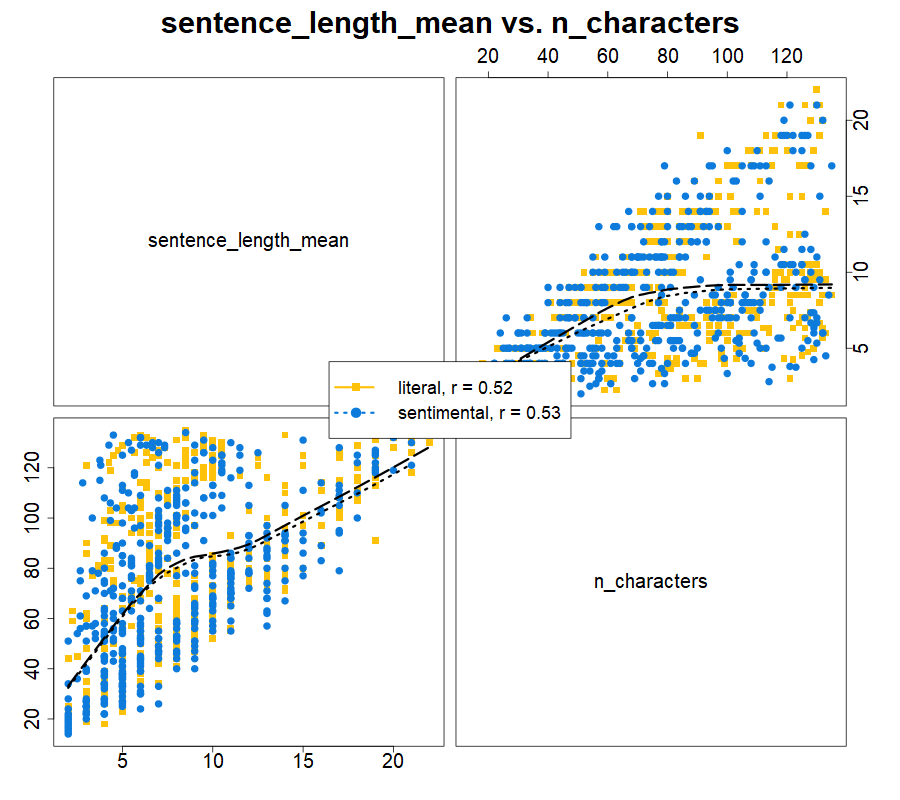 sentence_length_mean vs. n_characters
20 40 60 80 100 120
sentence_length_mean
5 10 15 20
literal, r = 0.52
sentimental, r = 0.53
20 40 60 80 100 120
n_characters
5 10 15 20